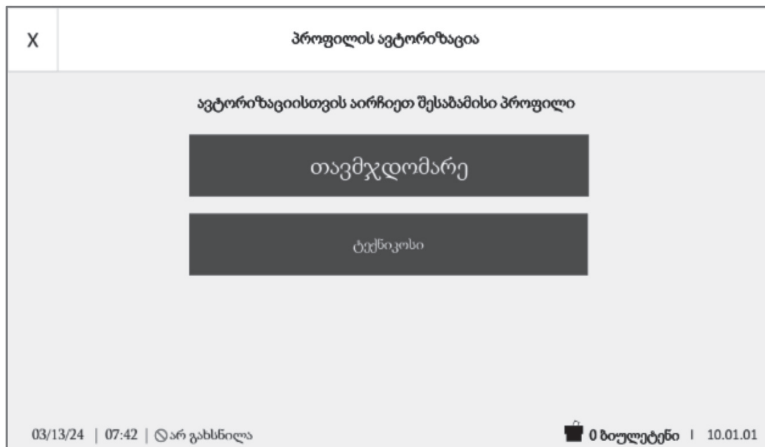 X პროფილის ავტორიზაცია
ავტორიზაციისთვის აირჩიეთ შესაბამისი პროფილი
თავმჯდომარე
ტექნიკოსი
03/13/24 | 07:42 | არ გახსნილა 0 ბიულეტენი | 10.01.01